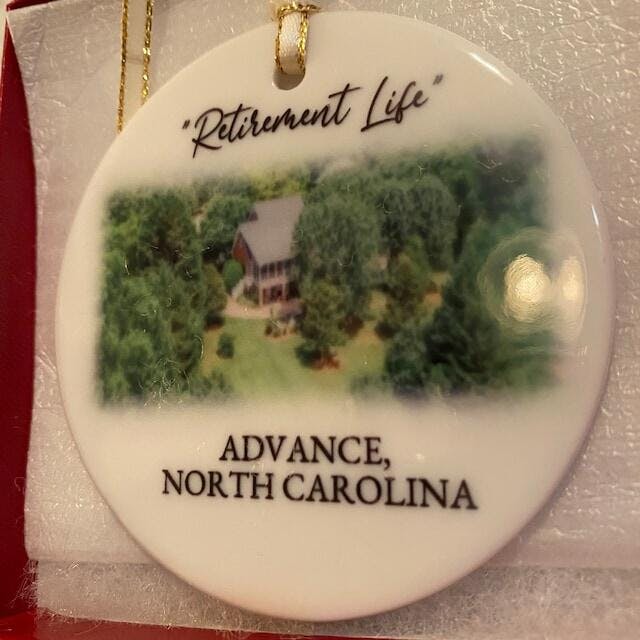 "Retirement Life"
ADVANCE,
NORTH CAROLINA